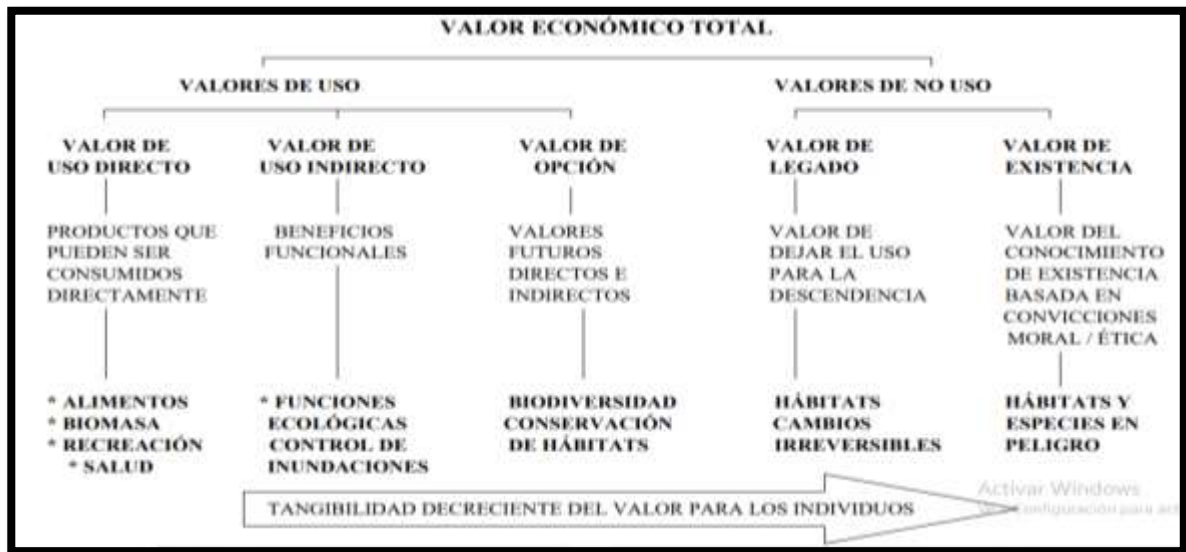 VALOR ECONÓMICO TOTAL
VALORES DE USO
VALORES DE NO USO
VALOR DE
USO DIRECTO
VALOR DE
USO INDIRECTO
VALOR DE
OPCIÓN
VALOR DE
LEGADO
VALOR DE
EXISTENCIA
PRODUCTOS QUE
PUEDEN SER
CONSUMIDOS
DIRECTAMENTE
BENEFICIOS
FUNCIONALES
VALORES
FUTUROS
DIRECTOS E
INDIRECTOS
VALOR DE
DEJAR EL USO
PARA LA
DESCENDENCIA
VALOR DEL
CONOCIMIENTO
DE EXISTENCIA
BASADA EN
CONVICCIONES
MORAL / ÉTICA
* ALIMENTOS
* BIOMASA
* RECREACIÓN
* SALUD
* FUNCIONES
ECOLÓGICAS
CONTROL DE
INUNDACIONES
BIODIVERSIDAD
CONSERVACIÓN
DE HÁBITATS
HÁBITATS
CAMBIOS
IRREVERSIBLES
HÁBITATS Y
ESPECIES EN
PELIGRO
TANGIBILIDAD DECRECIENTE DEL VALOR PARA LOS INDIVIDUOS
Activar Windows
configuración para